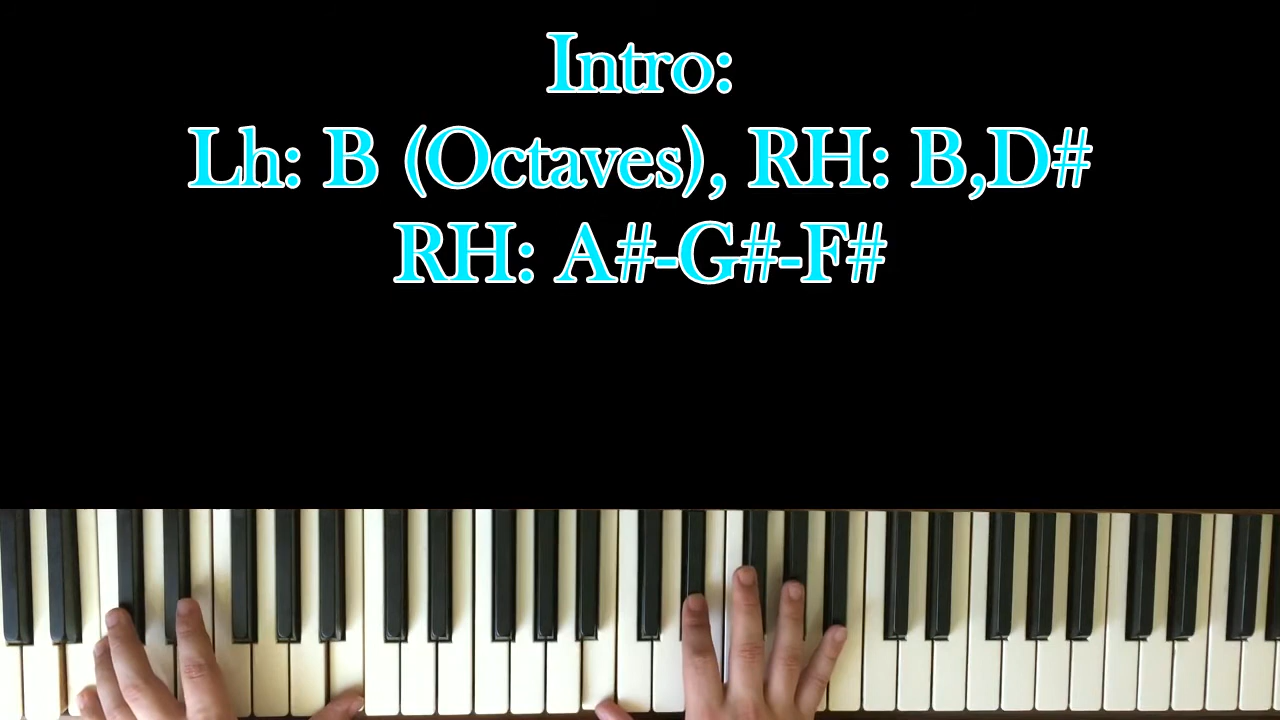 Intro:
Lh: B (Octaves), RH: B,D#
RH: A#-G#-F#